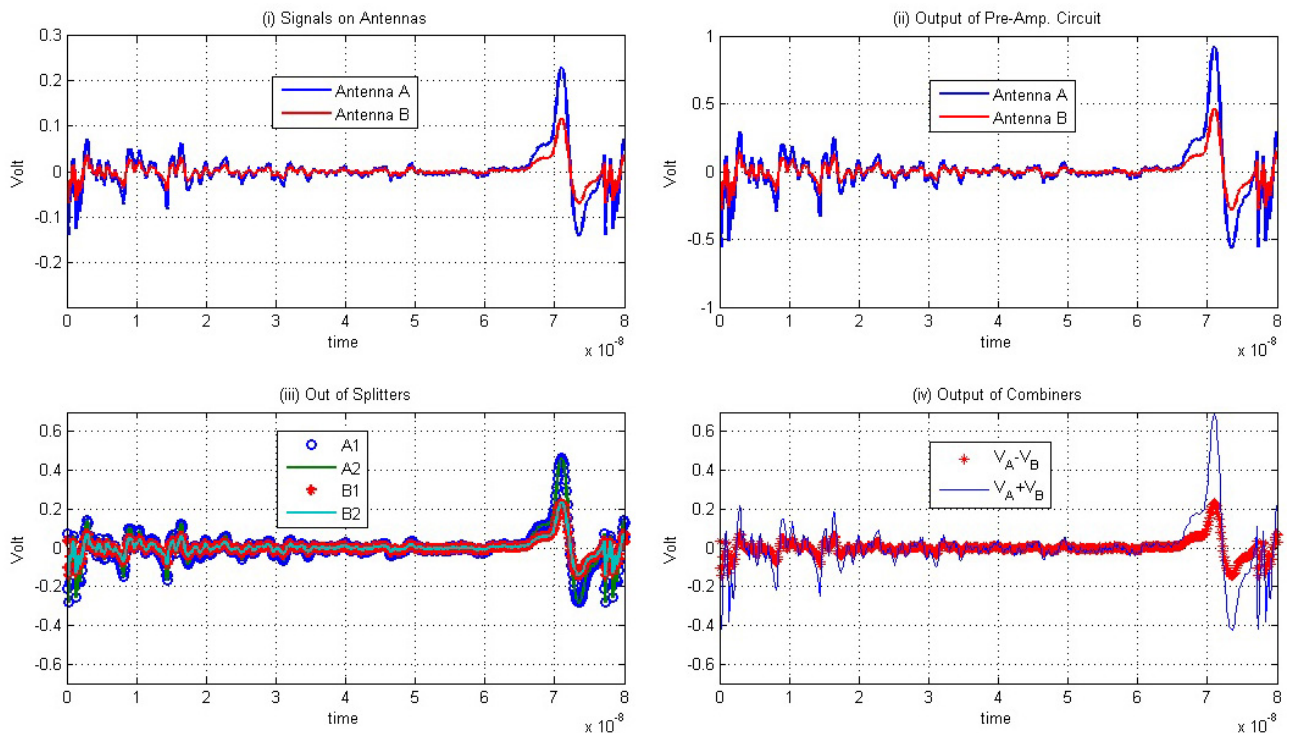 (i) Signals on Antennas
0.3
0.2
0.1
0
-0.1
-0.2
Volt
Antenna A
Antenna B
0 1 2 3 4 5 6 7 8
time
x 10^-8
(ii) Output of Pre-Amp. Circuit
1
0.5
0
-0.5
-1
Volt
Antenna A
Antenna B
0 1 2 3 4 5 6 7 8
time
x 10^-8
(iii) Out of Splitters
0.6
0.4
0.2
0
-0.2
-0.4
-0.6
Volt
A1
A2
B1
B2
0 1 2 3 4 5 6 7 8
time
x 10^-8
(iv) Output of Combiners
0.6
0.4
0.2
0
-0.2
-0.4
-0.6
Volt
V_A-V_B
V_A+V_B
0 1 2 3 4 5 6 7 8
time
x 10^-8